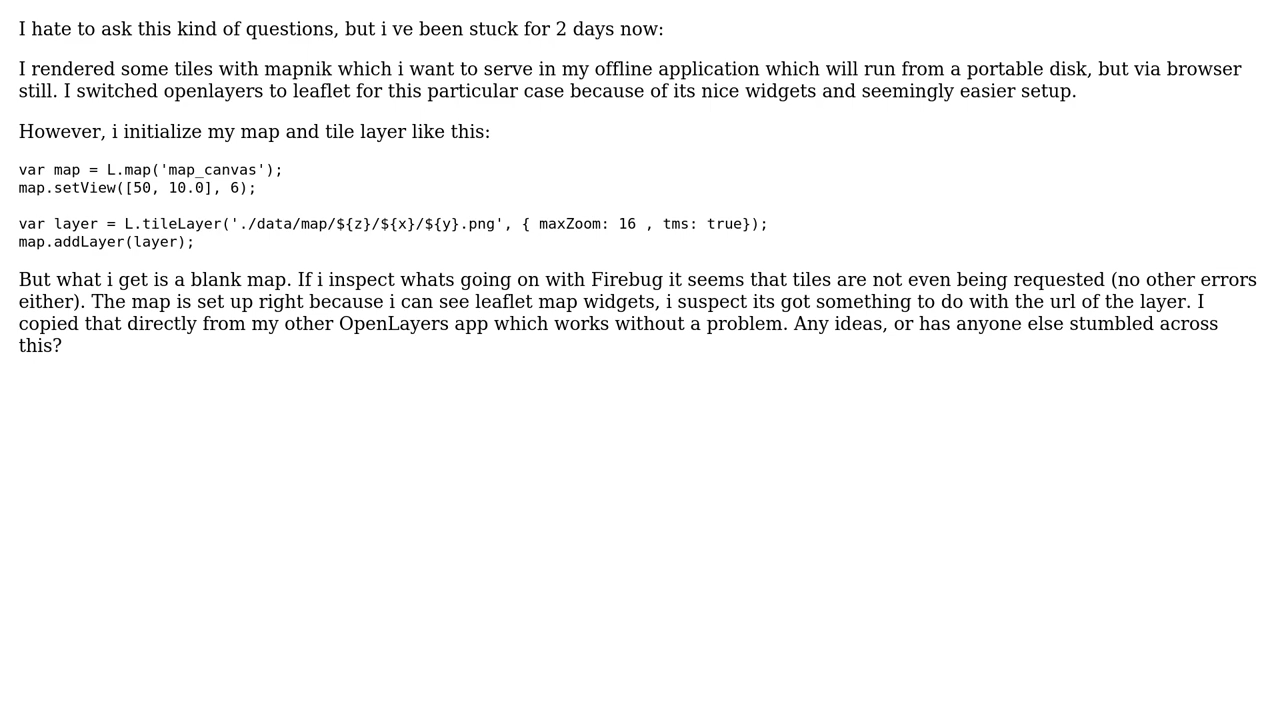 I hate to ask this kind of questions, but i ve been stuck for 2 days now:
I rendered some tiles with mapnik which i want to serve in my offline application which will run from a portable disk, but via browser
still. I switched openlayers to leaflet for this particular case because of its nice widgets and seemingly easier setup.
However, i initialize my map and tile layer like this:
var map = L.map('map_canvas');
map.setView([50, 10.0], 6);
var layer = L.tileLayer('./data/map/${z}/${x}/${y}.png', { maxZoom: 16 , tms: true});
map.addLayer(layer);
But what i get is a blank map. If i inspect whats going on with Firebug it seems that tiles are not even being requested (no other errors
either). The map is set up right because i can see leaflet map widgets, i suspect its got something to do with the url of the layer. I
copied that directly from my other OpenLayers app which works without a problem. Any ideas, or has anyone else stumbled across
this?